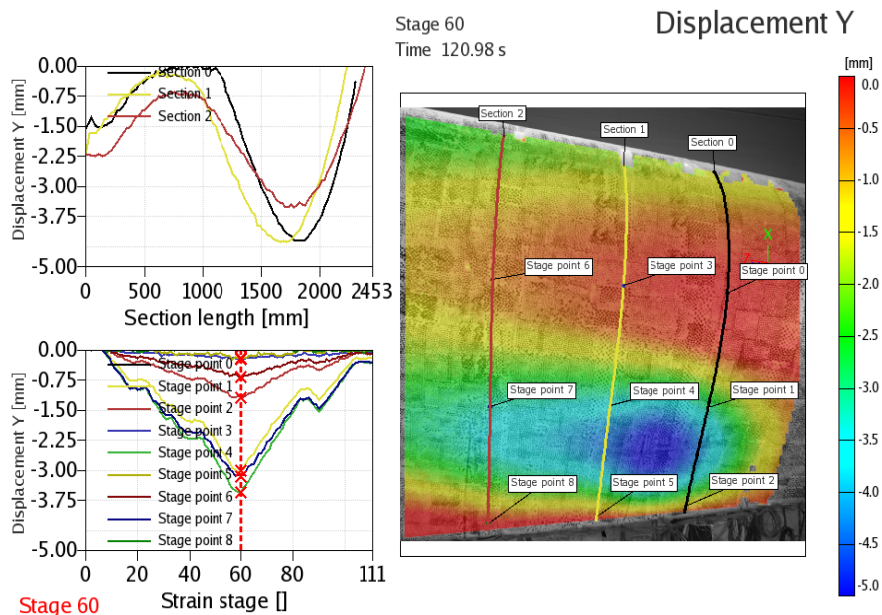 Stage 60
Time 120.98 s
Displacement Y
[mm]
Displacement Y [mm]
0.00
-0.75
-1.50
-2.25
-3.00
-3.75
-5.00
Section 0
Section 1
Section 2
0
500
1000
1500
2000
2453
Section length [mm]
Displacement Y [mm]
0.00
-0.75
-1.50
-2.25
-3.00
-3.75
-5.00
Stage point 0
Stage point 1
Stage point 2
Stage point 3
Stage point 4
Stage point 5
Stage point 6
Stage point 7
Stage point 8
0
20
40
60
80
111
Stage 60
Strain stage []
Section 2
Section 1
Section 0
X
Stage point 6
Stage point 3
Stage point 0
Stage point 7
Stage point 4
Stage point 1
Stage point 8
Stage point 5
Stage point 2
0.0
-0.5
-1.0
-1.5
-2.0
-2.5
-3.0
-3.5
-4.0
-4.5
-5.0